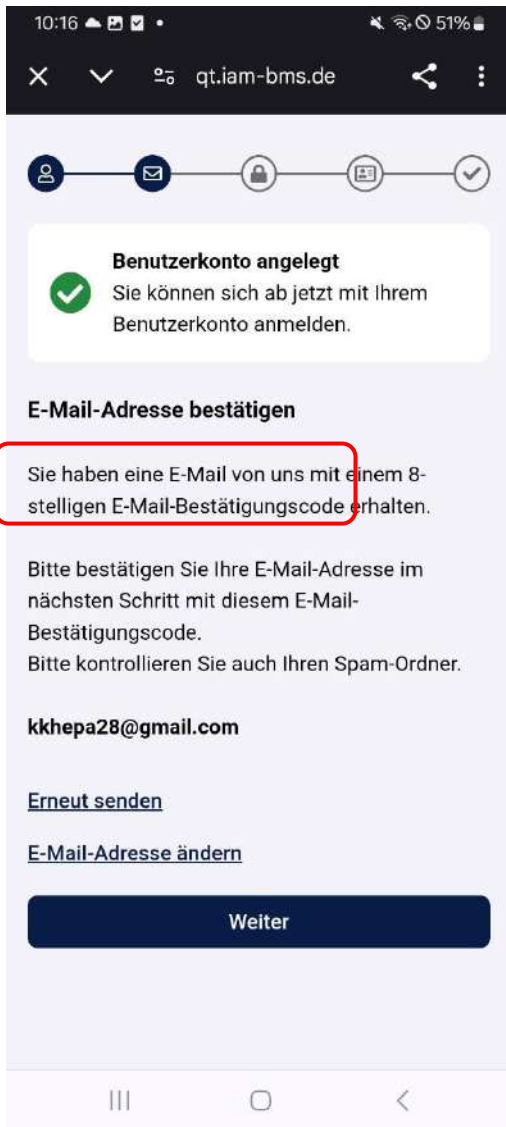 10:16
51%
qt.iam-bms.de
Benutzerkonto angelegt
Sie können sich ab jetzt mit Ihrem
Benutzerkonto anmelden.
E-Mail-Adresse bestätigen
Sie haben eine E-Mail von uns mit einem 8-
stelligen E-Mail-Bestätigungscode erhalten.
Bitte bestätigen Sie Ihre E-Mail-Adresse im
nächsten Schritt mit diesem E-Mail-
Bestätigungscode.
Bitte kontrollieren Sie auch Ihren Spam-Ordner.
kkhepa28@gmail.com
Erneut senden
E-Mail-Adresse ändern
Weiter